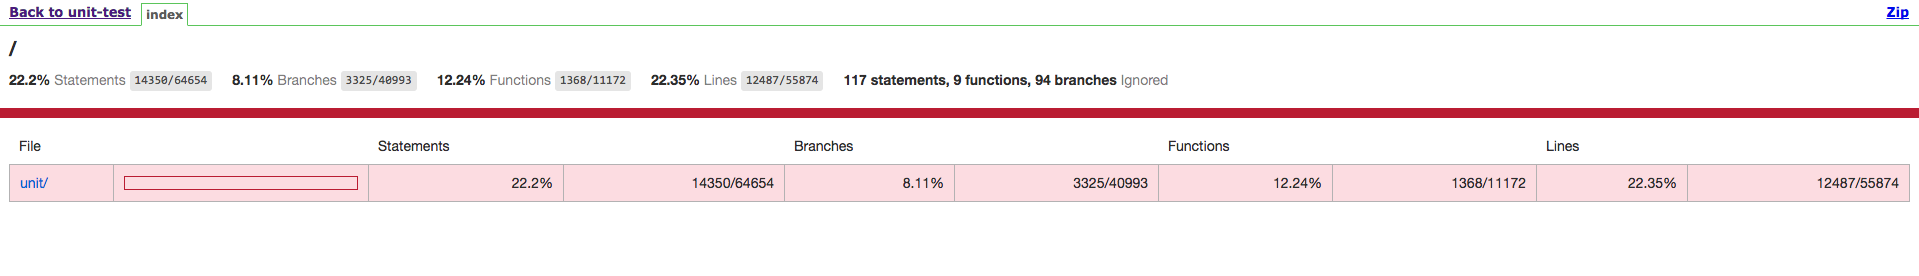 Back to unit-test index Zip
/
22.2% Statements 14350/64654 8.11% Branches 3325/40993 12.24% Functions 1368/11172 22.35% Lines 12487/55874 117 statements, 9 functions, 94 branches Ignored
File Statements Branches Functions Lines
unit/ 22.2% 14350/64654 8.11% 3325/40993 12.24% 1368/11172 22.35% 12487/55874